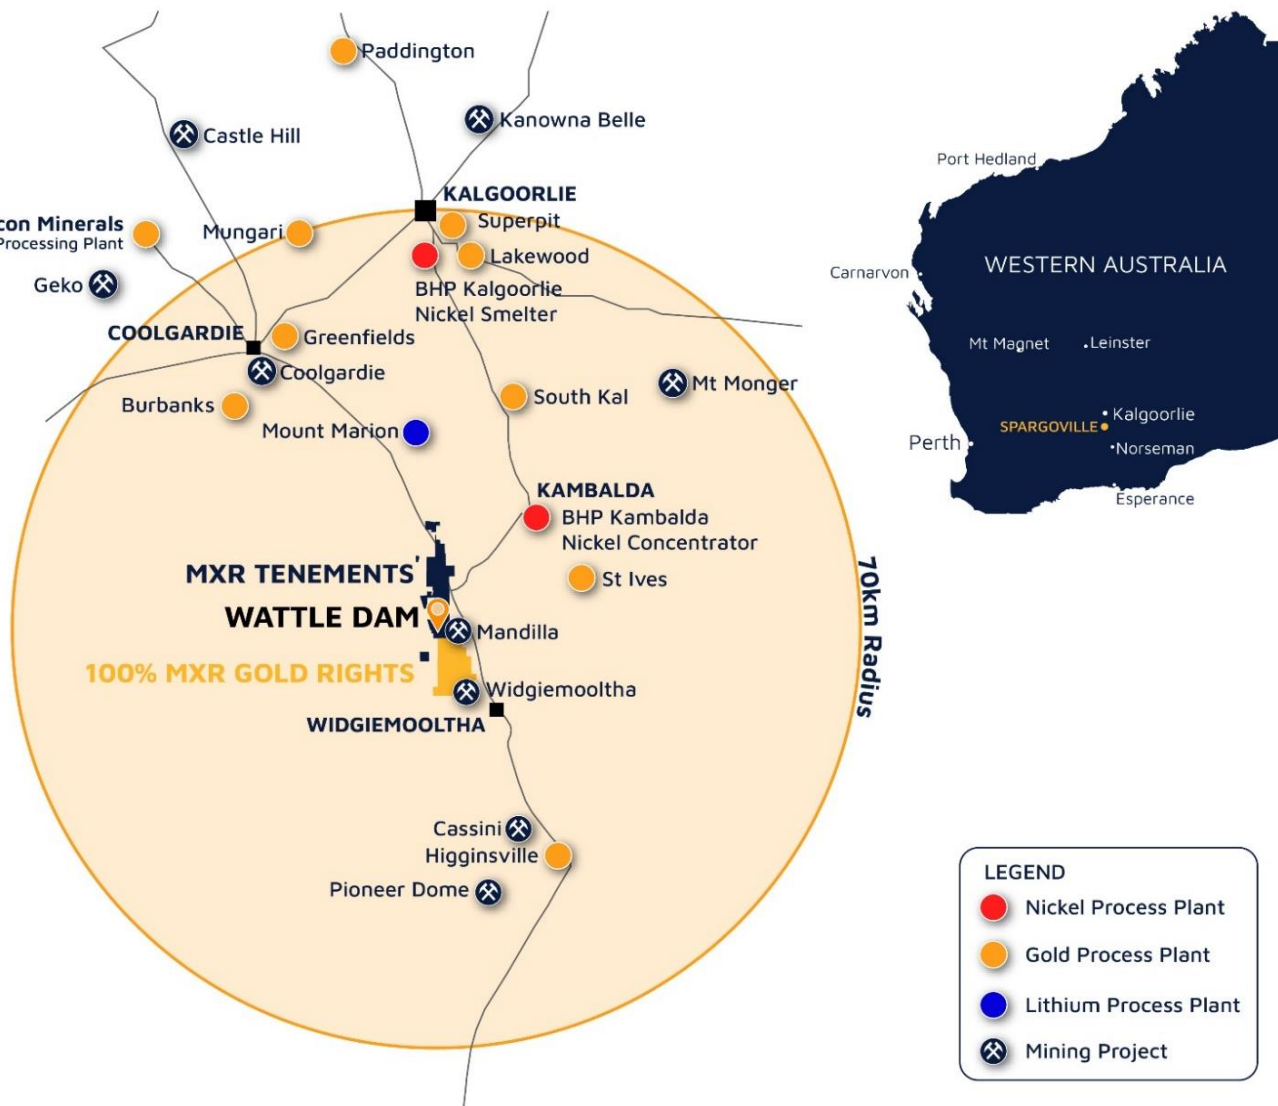 Paddington
Kanowna Belle
Castle Hill
KALGOORLIE
Superpit
con Minerals
Processing Plant
Mungari
Lakewood
Geko
BHP Kalgoorlie
Nickel Smelter
COOLGARDIE
Greenfields
Coolgardie
Mt Monger
Burbanks
South Kal
Mount Marion
KAMBALDA
BHP Kambalda
Nickel Concentrator
MXR TENEMENTS'
St Ives
WATTLE DAM
Mandilla
100% MXR GOLD RIGHTS
Widgiemooltha
WIDGIEMOOLTHA
70km Radius
Cassini
Higginsville
Pioneer Dome
Port Hedland
WESTERN AUSTRALIA
Carnarvon
Mt Magnet
Leinster
Kalgoorlie
SPARGOVILLE
Perth
Norseman
Esperance
LEGEND
Nickel Process Plant
Gold Process Plant
Lithium Process Plant
Mining Project